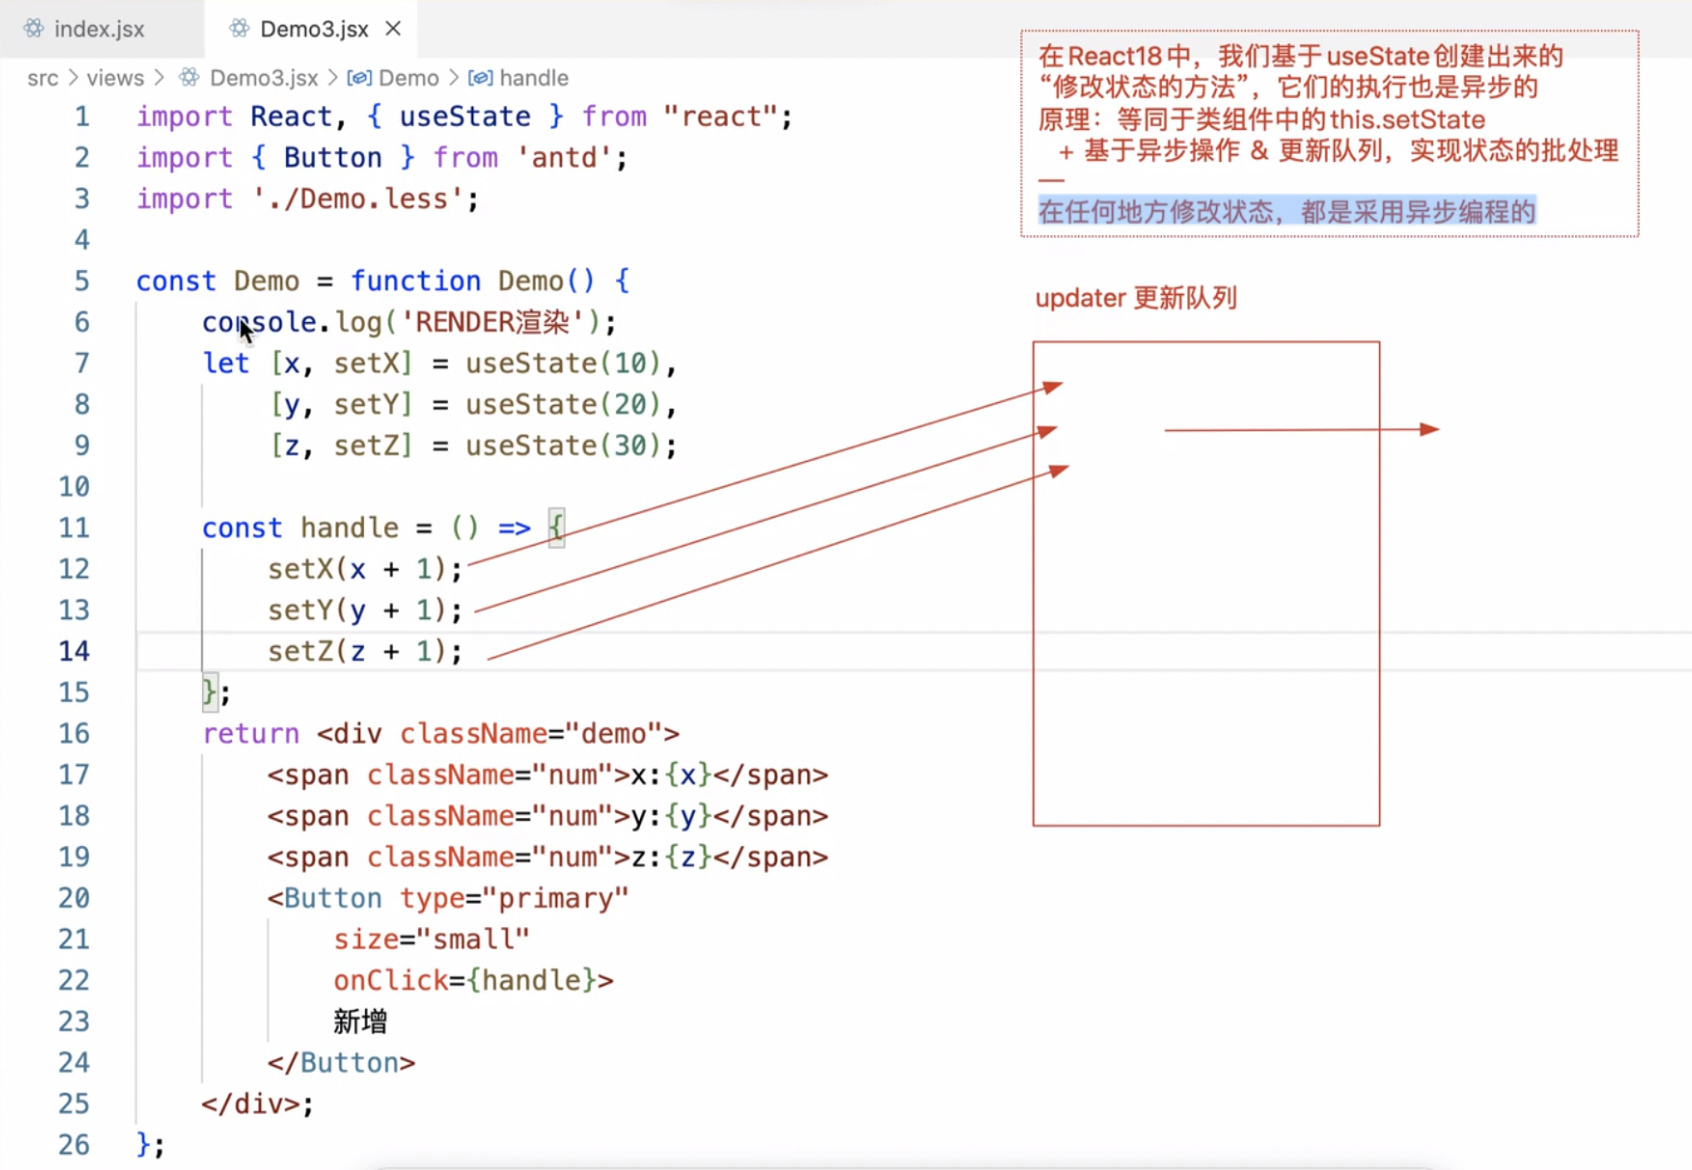 index.jsx
Demo3.jsx
src > views > Demo3.jsx > Demo > handle
1 import React, { useState } from "react";
2 import { Button } from 'antd';
3 import './Demo.less';
4
5 const Demo = function Demo() {
6 console.log('RENDER渲染');
7 let [x, setX] = useState(10),
8 [y, setY] = useState(20),
9 [z, setZ] = useState(30);
10
11 const handle = () => {
12 setX(x + 1);
13 setY(y + 1);
14 setZ(z + 1);
15 };
16 return <div className="demo">
17 <span className="num">x:{x}</span>
18 <span className="num">y:{y}</span>
19 <span className="num">z:{z}</span>
20 <Button type="primary"
21 size="small"
22 onClick={handle}>
23 新增
24 </Button>
25 </div>;
26 };
在React18中，我们基于useState创建出来的
“修改状态的方法”，它们的执行也是异步的
原理：等同于类组件中的this.setState
+ 基于异步操作 & 更新队列，实现状态的批处理
—
在任何地方修改状态，都是采用异步编程的
updater 更新队列